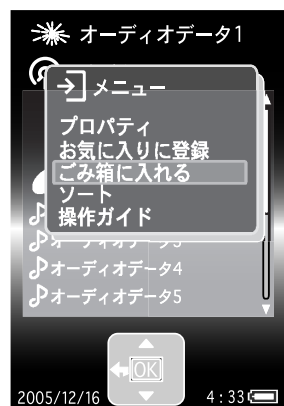 オーディオデータ1
メニュー
プロパティ
お気に入りに登録
ごみ箱に入れる
ソート
操作ガイド
オーディオデータ3
オーディオデータ4
オーディオデータ5
OK
2005/12/16
4:33